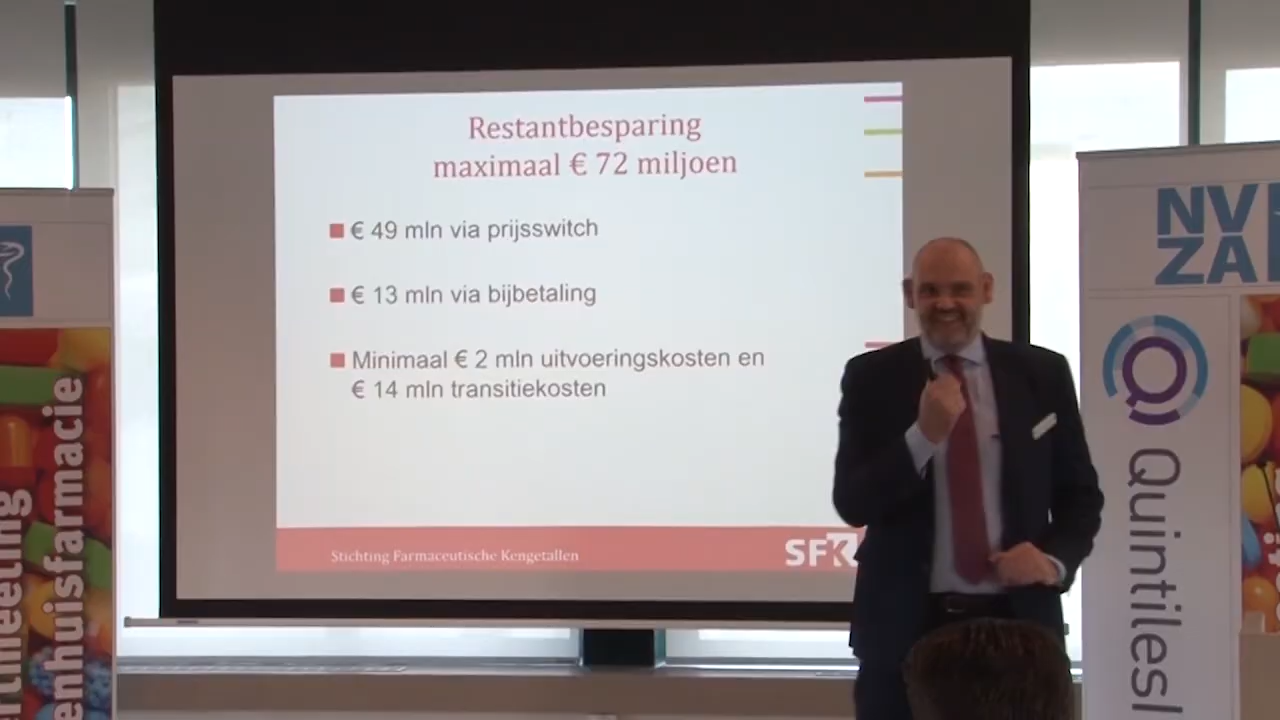 Restantbesparing
maximaal € 72 miljoen
€ 49 mln via prijsswitch
€ 13 mln via bijbetaling
Minimaal € 2 mln uitvoeringskosten en
€ 14 mln transitiekosten
Stichting Farmaceutische Kengetallen
SFK
enhuisfarmacie
NV
ZA
Quintiles